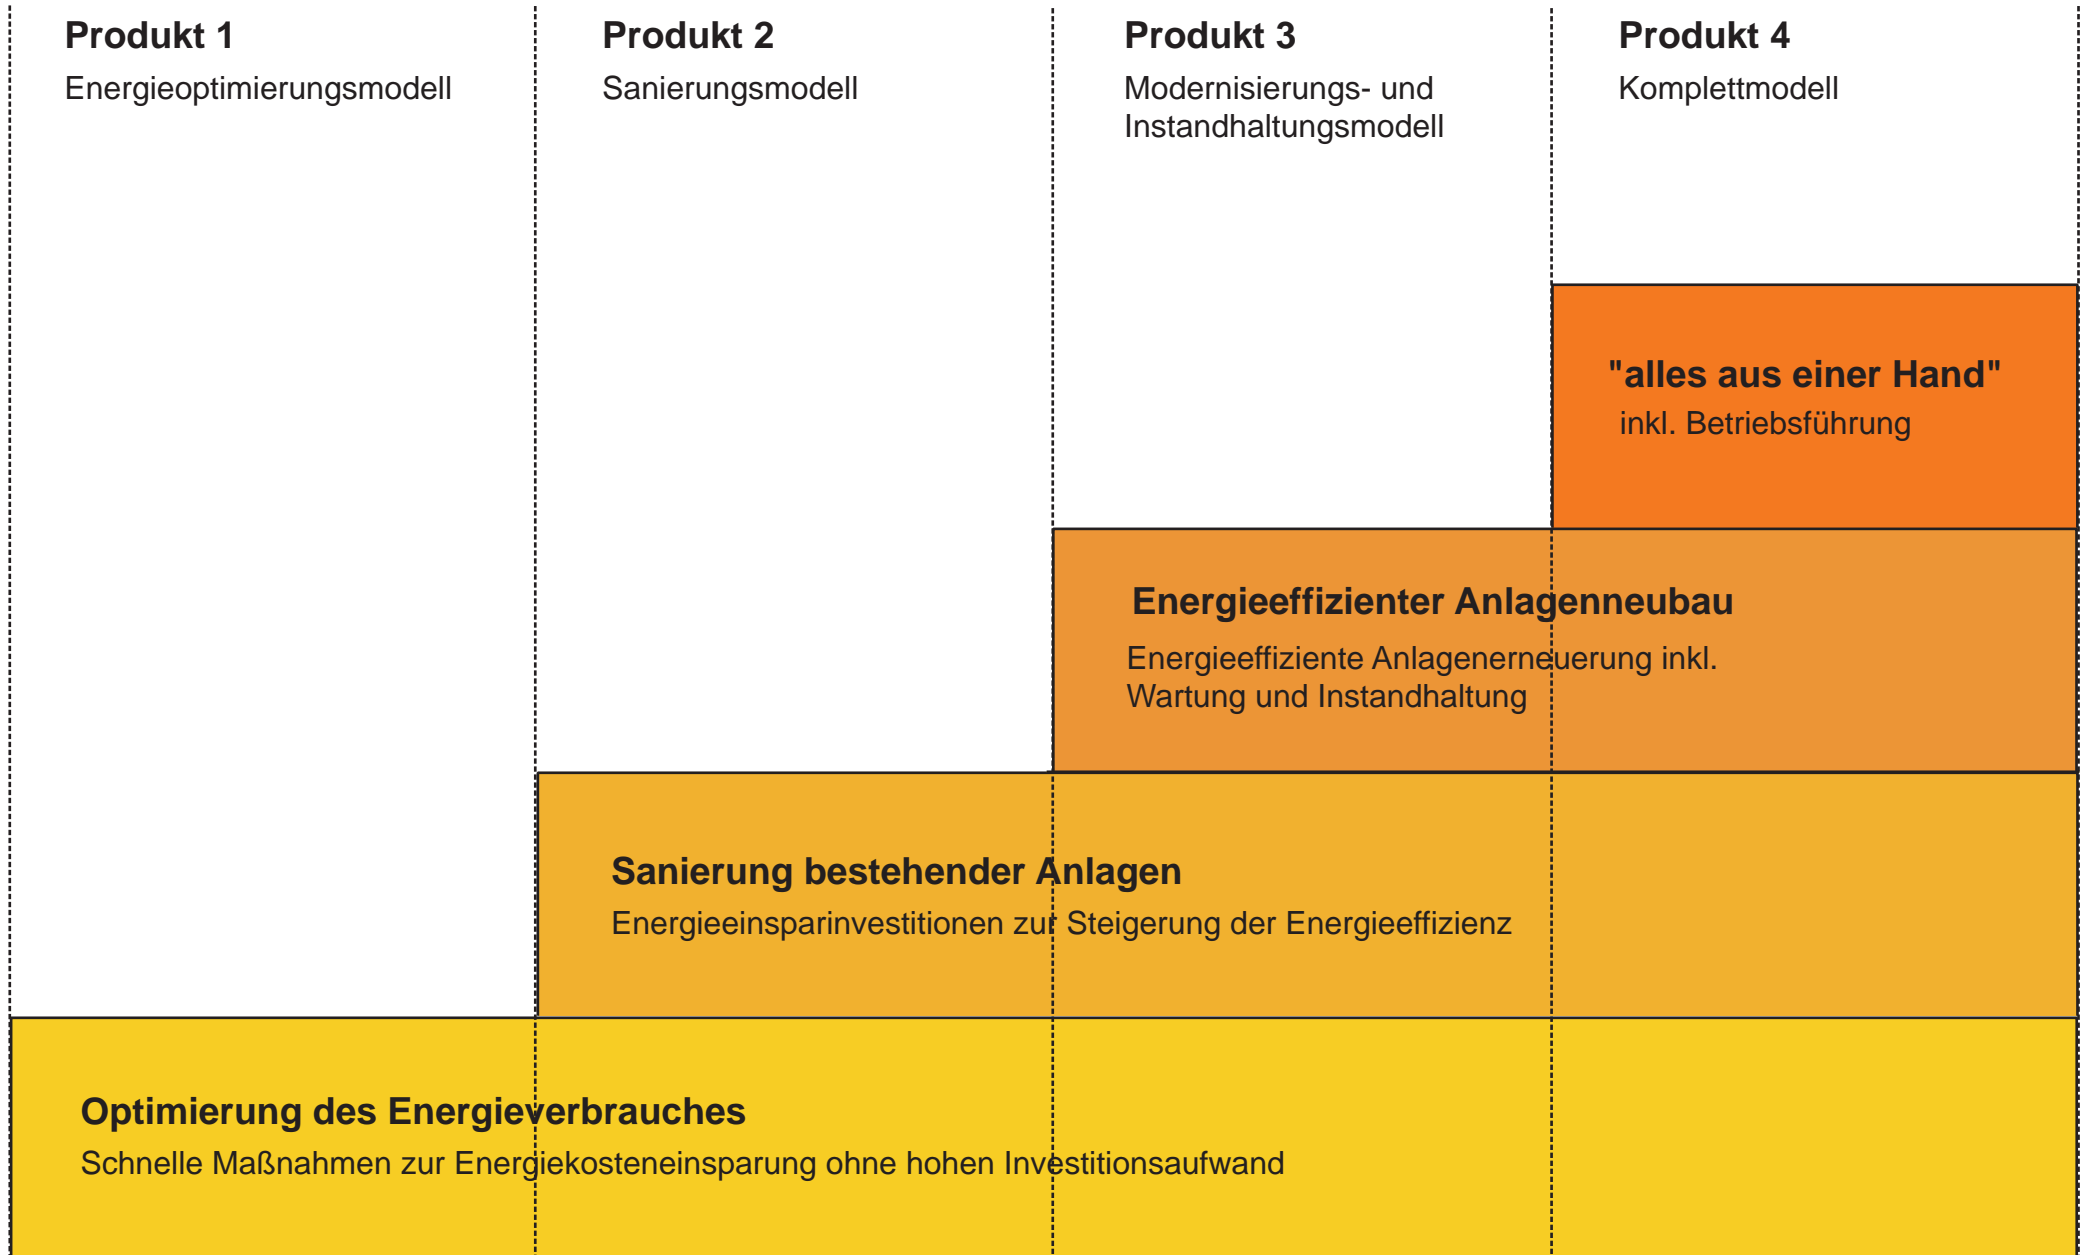 Produkt 1
Energieoptimierungsmodell
Produkt 2
Sanierungsmodell
Produkt 3
Modernisierungs- und
Instandhaltungsmodell
Produkt 4
Komplettmodell
"alles aus einer Hand"
inkl. Betriebsführung
Energieeffizienter Anlagenneubau
Energieeffiziente Anlagenerneuerung inkl.
Wartung und Instandhaltung
Sanierung bestehender Anlagen
Energieeinsparinvestitionen zur Steigerung der Energieeffizienz
Optimierung des Energieverbrauches
Schnelle Maßnahmen zur Energiekosteneinsparung ohne hohen Investitionsaufwand